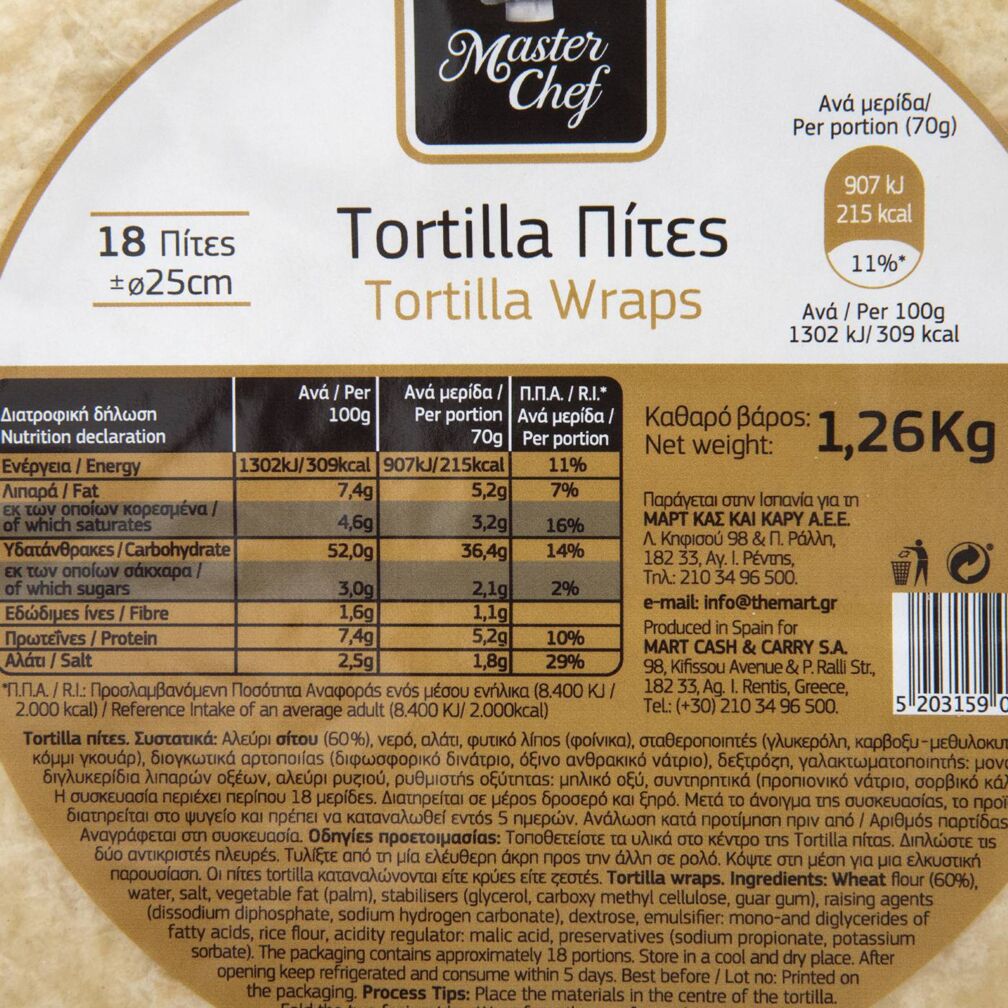 Master
Chef
Ανά μερίδα/
Per portion (70g)
907 kJ
215 kcal
11%*
Ανά / Per 100g
1302 kJ/ 309 kcal
18 Πίτες
±ø25cm
Tortilla Πίτες
Tortilla Wraps
Διατροφική δήλωση
Nutrition declaration
Ανά / Per
100g
Ανά μερίδα /
Per portion
70g
Π.Π.Α. / R.I.*
Ανά μερίδα /
Per portion
Ενέργεια / Energy 1302kJ/309kcal 907kJ/215kcal 11%
Λιπαρά / Fat 7,4g 5,2g 7%
εκ των οποίων κορεσμένα /
of which saturates 4,6g 3,2g 16%
Υδατάνθρακες / Carbohydrate 52,0g 36,4g 14%
εκ των οποίων σάκχαρα /
of which sugars 3,0g 2,1g 2%
Εδώδιμες ίνες / Fibre 1,6g 1,1g
Πρωτεΐνες / Protein 7,4g 5,2g 10%
Αλάτι / Salt 2,5g 1,8g 29%
*Π.Π.Α. / R.I.: Προσλαμβανόμενη Ποσότητα Αναφοράς ενός μέσου ενήλικα (8.400 KJ /
2.000 kcal) / Reference Intake of an average adult (8.400 KJ/ 2.000kcal)
Καθαρό βάρος:
Net weight:
1,26Kg
Παράγεται στην Ισπανία για τη
ΜΑΡΤ ΚΑΣ ΚΑΙ ΚΑΡΥ Α.Ε.Ε.
Λ. Κηφισού 98 & Π. Ράλλη,
182 33, Αγ. Ι. Ρέντης,
Τηλ: 210 34 96 500.
e-mail: info@themart.gr
Produced in Spain for
MART CASH & CARRY S.A.
98, Kifissou Avenue & P. Ralli Str.,
182 33, Ag. I. Rentis, Greece,
Tel.: (+30) 210 34 96 500.
5 203159 0
Tortilla πίτες. Συστατικά: Αλεύρι σίτου (60%), νερό, αλάτι, φυτικό λίπος (φοίνικα), σταθεροποιητές (γλυκερόλη, καρβοξυ-μεθυλοκυτ
κόμμι γκουάρ), διογκωτικά αρτοποιίας (διφωσφορικό δινάτριο, όξινο ανθρακικό νάτριο), δεξτρόζη, γαλακτωματοποιητής: μονο
διγλυκερίδια λιπαρών οξέων, αλεύρι ρυζιού, ρυθμιστής οξύτητας: μηλικό οξύ, συντηρητικά (προπιονικό νάτριο, σορβικό κάλ
Η συσκευασία περιέχει περίπου 18 μερίδες. Διατηρείται σε μέρος δροσερό και ξηρό. Μετά το άνοιγμα της συσκευασίας, το προϊ
διατηρείται στο ψυγείο και πρέπει να καταναλωθεί εντός 5 ημερών. Ανάλωση κατά προτίμηση πριν από / Αριθμός παρτίδας
Αναγράφεται στη συσκευασία. Οδηγίες προετοιμασίας: Τοποθετείστε τα υλικά στο κέντρο της Tortilla πίτας. Διπλώστε τις
δύο αντικριστές πλευρές. Τυλίξτε από τη μία ελέυθερη άκρη προς την άλλη σε ρολό. Κόψτε στη μέση για μια ελκυστική
παρουσίαση. Οι πίτες tortilla καταναλώνονται είτε κρύες είτε ζεστές. Tortilla wraps. Ingredients: Wheat flour (60%),
water, salt, vegetable fat (palm), stabilisers (glycerol, carboxy methyl cellulose, guar gum), raising agents
(dissodium diphosphate, sodium hydrogen carbonate), dextrose, emulsifier: mono-and diglycerides of
fatty acids, rice flour, acidity regulator: malic acid, preservatives (sodium propionate, potassium
sorbate). The packaging contains approximately 18 portions. Store in a cool and dry place. After
opening keep refrigerated and consume within 5 days. Best before / Lot no: Printed on
the packaging. Process Tips: Place the materials in the centre of the tortilla.